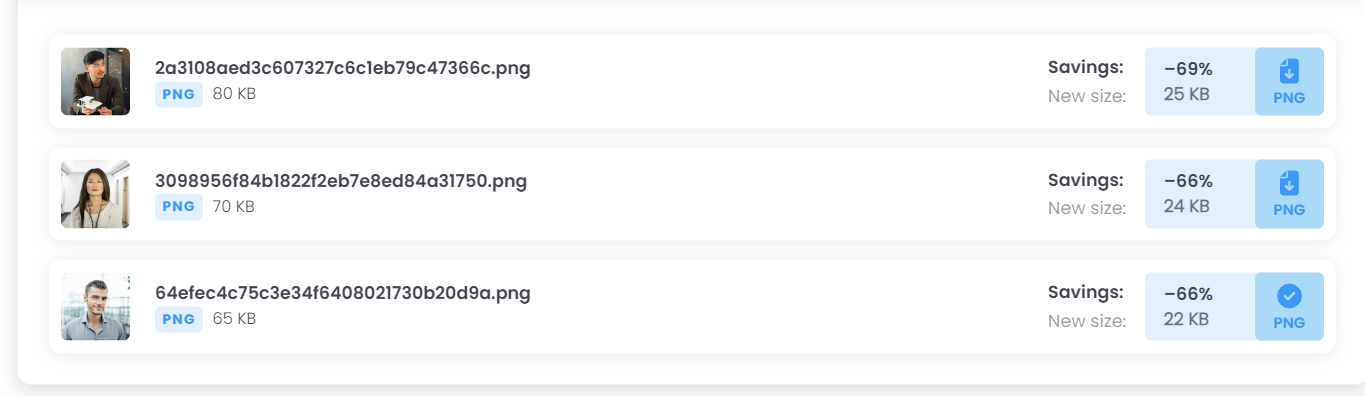 2a3108aed3c607327c6c1eb79c47366c.png
PNG 80 KB
Savings: –69%
New size: 25 KB
PNG
3098956f84b1822f2eb7e8ed84a31750.png
PNG 70 KB
Savings: –66%
New size: 24 KB
PNG
64efec4c75c3e34f6408021730b20d9a.png
PNG 65 KB
Savings: –66%
New size: 22 KB
PNG